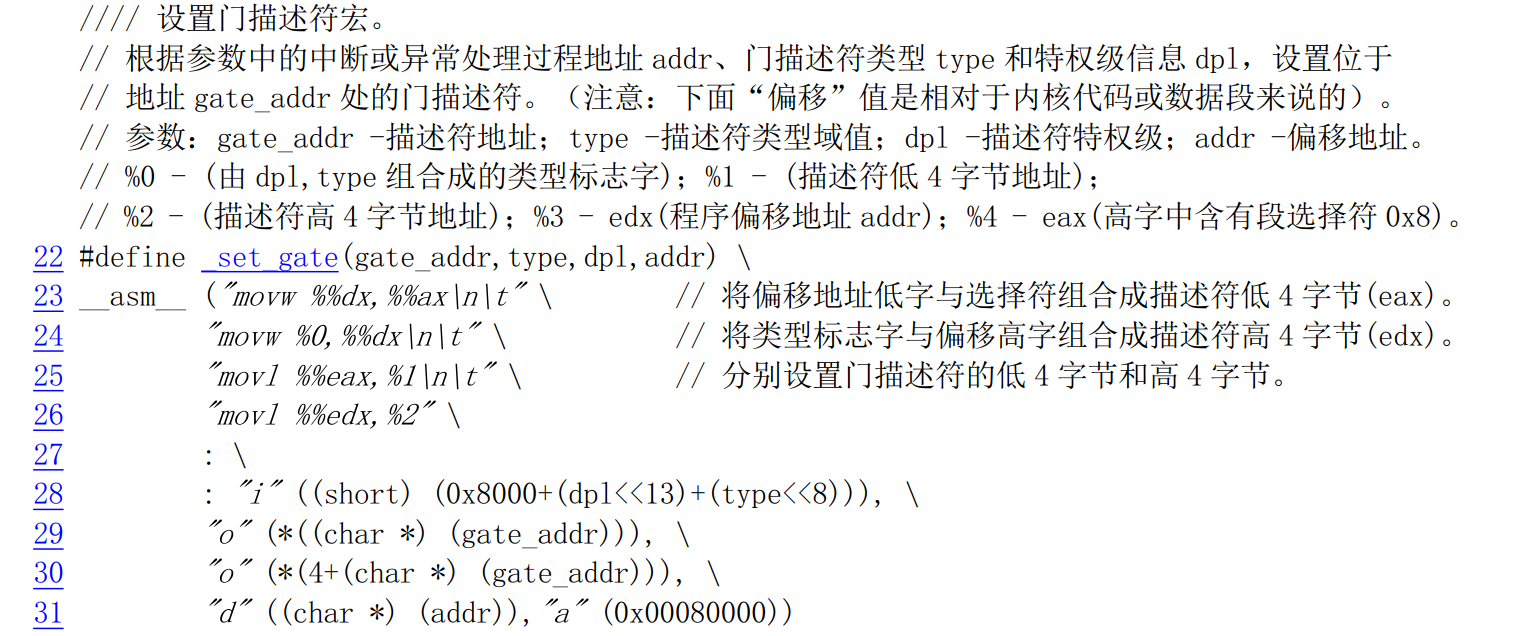 //// 设置门描述符宏。
// 根据参数中的中断或异常处理过程地址 addr、门描述符类型 type 和特权级信息 dpl，设置位于
// 地址 gate_addr 处的门描述符。（注意：下面“偏移”值是相对于内核代码或数据段来说的）。
// 参数：gate_addr -描述符地址；type -描述符类型域值；dpl -描述符特权级；addr -偏移地址。
// %0 - (由 dpl,type 组合成的类型标志字)；%1 - (描述符低 4 字节地址)；
// %2 - (描述符高 4 字节地址)；%3 - edx(程序偏移地址 addr)；%4 - eax(高字中含有段选择符 0x8)。
22 #define _set_gate(gate_addr,type,dpl,addr) \
23 __asm__ ("movw %%dx,%%ax\n\t" \ // 将偏移地址低字与选择符组合成描述符低 4 字节(eax)。
24 "movw %0,%%dx\n\t" \ // 将类型标志字与偏移高字组合成描述符高 4 字节(edx)。
25 "movl %%eax,%1\n\t" \ // 分别设置门描述符的低 4 字节和高 4 字节。
26 "movl %%edx,%2" \
27 : \
28 : "i" ((short) (0x8000+(dpl<<13)+(type<<8))), \
29 "o" (*((char *) (gate_addr))), \
30 "o" (*(4+(char *) (gate_addr))), \
31 "d" ((char *) (addr)),"a" (0x00080000))